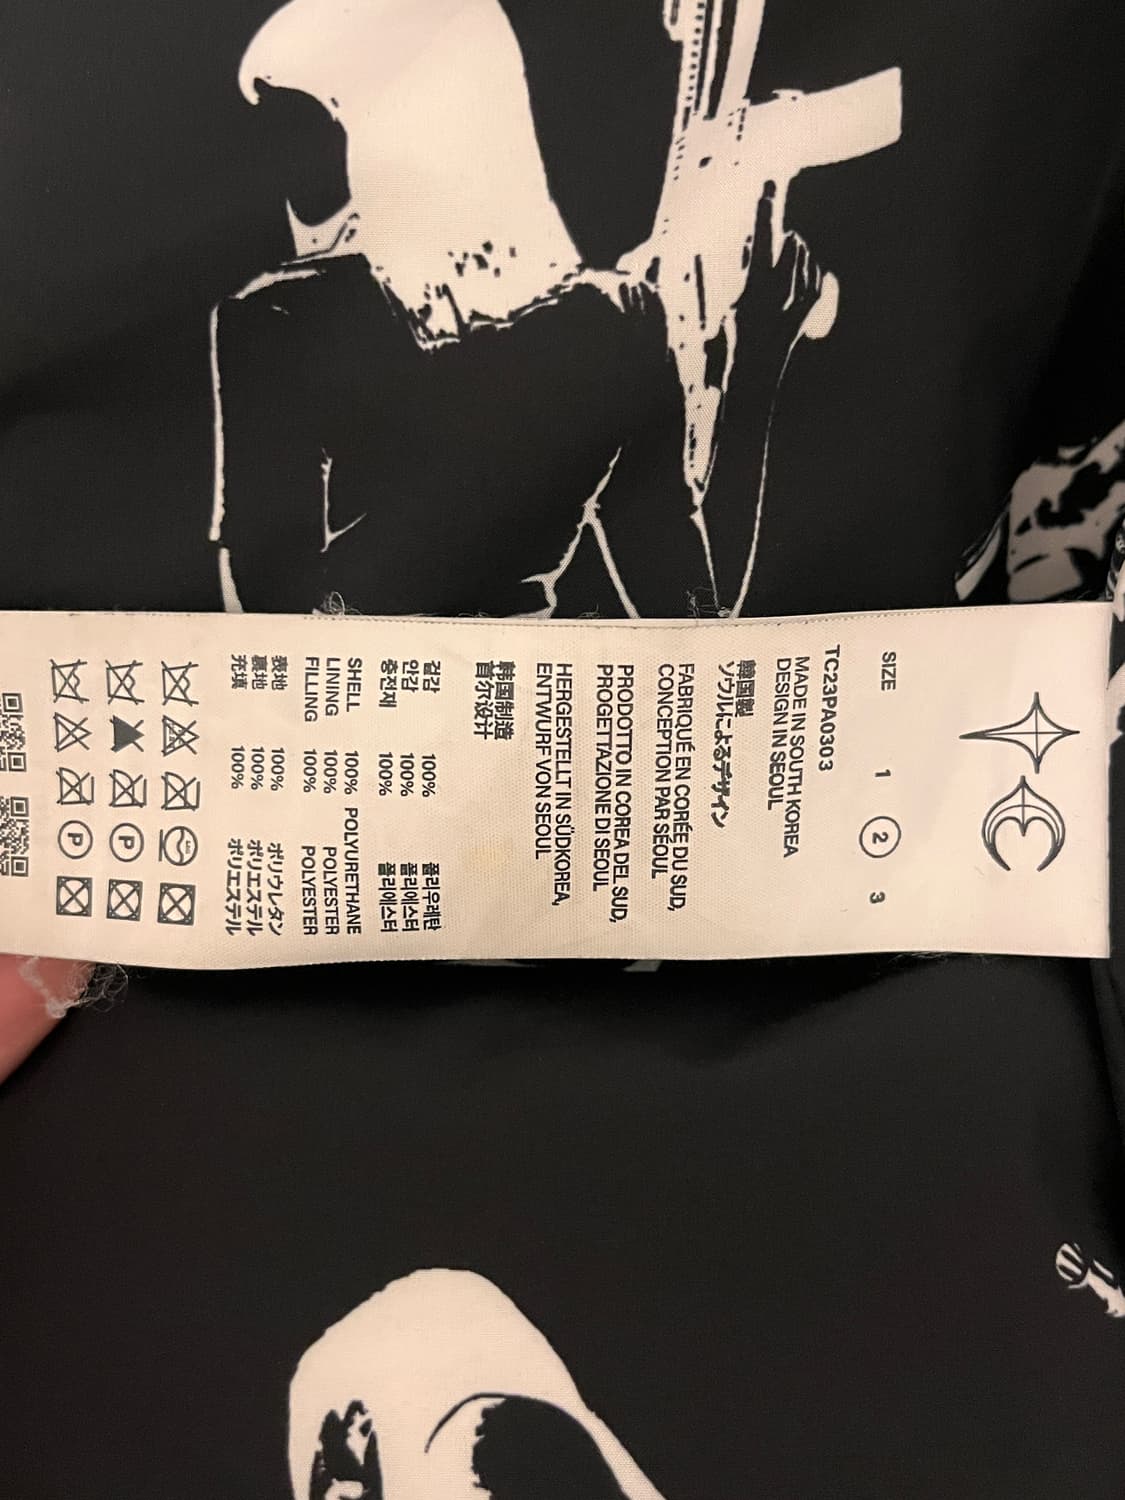 SIZE 1 2 3
TC23PA0303
MADE IN SOUTH KOREA
DESIGN IN SEOUL
韓国製
ソウルによるデザイン
FABRIQUÉ EN CORÉE DU SUD,
CONCEPTION PAR SÉOUL
PRODOTTO IN COREA DEL SUD,
PROGETTAZIONE DI SEOUL
HERGESTELLT IN SÜDKOREA,
ENTWURF VON SEOUL
韩国制造
首尔设计
겉감 100% 폴리우레탄
안감 100% 폴리에스터
충전재 100% 폴리에스터
SHELL 100% POLYURETHANE
LINING 100% POLYESTER
FILLING 100% POLYESTER
表地 100% ポリウレタン
裏地 100% ポリエステル
充填 100% ポリエステル
P
P